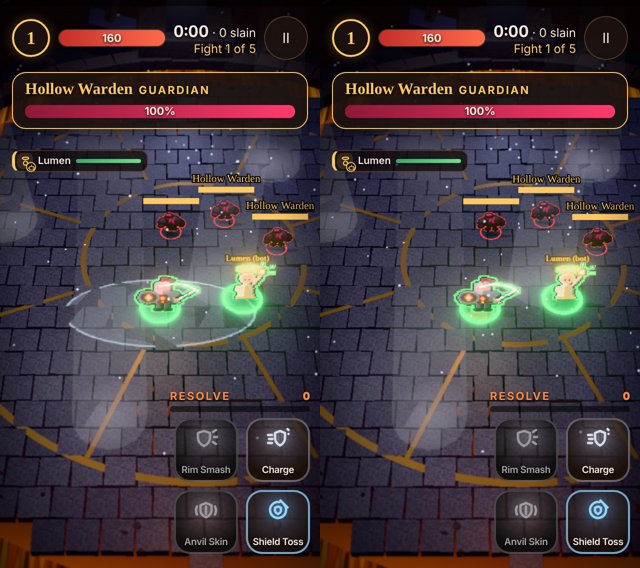 1
160
0:00 · 0 slain
Fight 1 of 5
Hollow Warden GUARDIAN
100%
Lumen
Hollow Warden
Hollow Warden
Lumen (bot)
RESOLVE 0
Rim Smash
Charge
Anvil Skin
Shield Toss
1
160
0:00 · 0 slain
Fight 1 of 5
Hollow Warden GUARDIAN
100%
Lumen
Hollow Warden
Hollow Warden
Lumen (bot)
RESOLVE 0
Rim Smash
Charge
Anvil Skin
Shield Toss